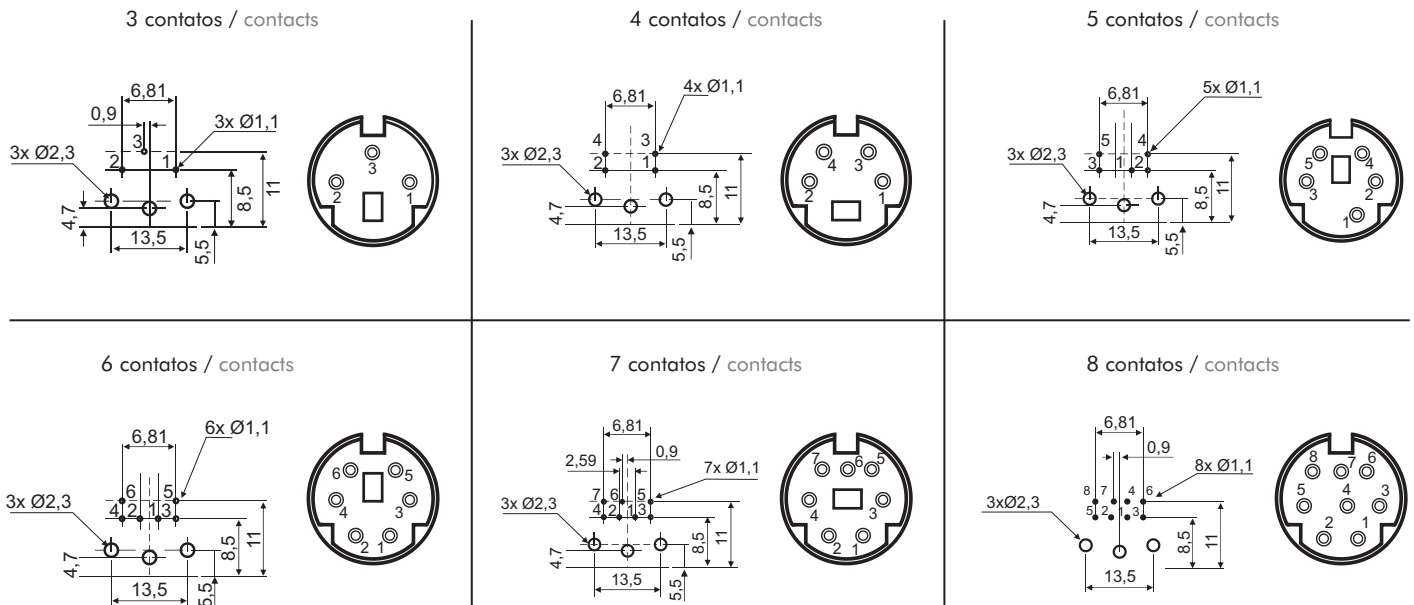 3 contatos / contacts
6,81
0,9
3x Ø1,1
3
3x Ø2,3
2 1
4,7
13,5
5,5
8,5
11
3
2 1
4 contatos / contacts
4x Ø1,1
6,81
4 3
3x Ø2,3
2 1
4,7
13,5
5,5
8,5
11
4 3
2 1
5 contatos / contacts
5x Ø1,1
6,81
5 4
3x Ø2,3
3 1 2
4,7
13,5
5,5
8,5
11
5 4
3 2
1
6 contatos / contacts
6x Ø1,1
6,81
6 5
3x Ø2,3
4 2 1 3
4,7
13,5
5,5
8,5
11
6 5
4 3
2 1
7 contatos / contacts
6,81
2,59 0,9
7x Ø1,1
7 6 5
3x Ø2,3
4 2 1 3
4,7
13,5
5,5
8,5
11
7 6 5
4 3
2 1
8 contatos / contacts
6,81
0,9
8x Ø1,1
8 7 4 6
3xØ2,3
5 2 1 3
13,5
8,5
11
8 7 6
5 4 3
2 1